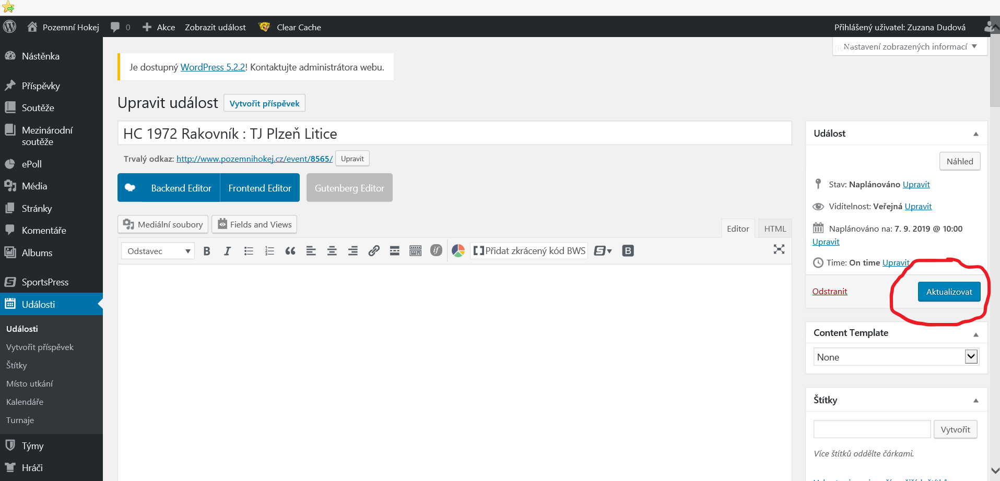 Pozemní Hokej 0 Akce Zobrazit událost Clear Cache Přihlášený uživatel: Zuzana Dudová
Nastavení zobrazených informací
Nástěnka
Příspěvky
Soutěže
Mezinárodní
soutěže
ePoll
Média
Stránky
Komentáře
Albums
SportsPress
Události
Události
Vytvořit příspěvek
Štítky
Místo utkání
Kalendáře
Turnaje
Týmy
Hráči
Je dostupný WordPress 5.2.2! Kontaktujte administrátora webu.
Upravit událost Vytvořit příspěvek
HC 1972 Rakovník : TJ Plzeň Litice
Trvalý odkaz: http://www.pozemnihokej.cz/event/8565/ Upravit
Backend Editor Frontend Editor Gutenberg Editor
Mediální soubory Fields and Views Editor HTML
Odstavec B I if Přidat zkrácený kód BWS S B
Událost
Náhled
Stav: Naplánováno Upravit
Viditelnost: Veřejná Upravit
Naplánováno na: 7. 9. 2019 @ 10:00
Upravit
Time: On time Upravit
Odstranit Aktualizovat
Content Template
None
Štítky
Vytvořit
Více štítků oddělte čárkami.